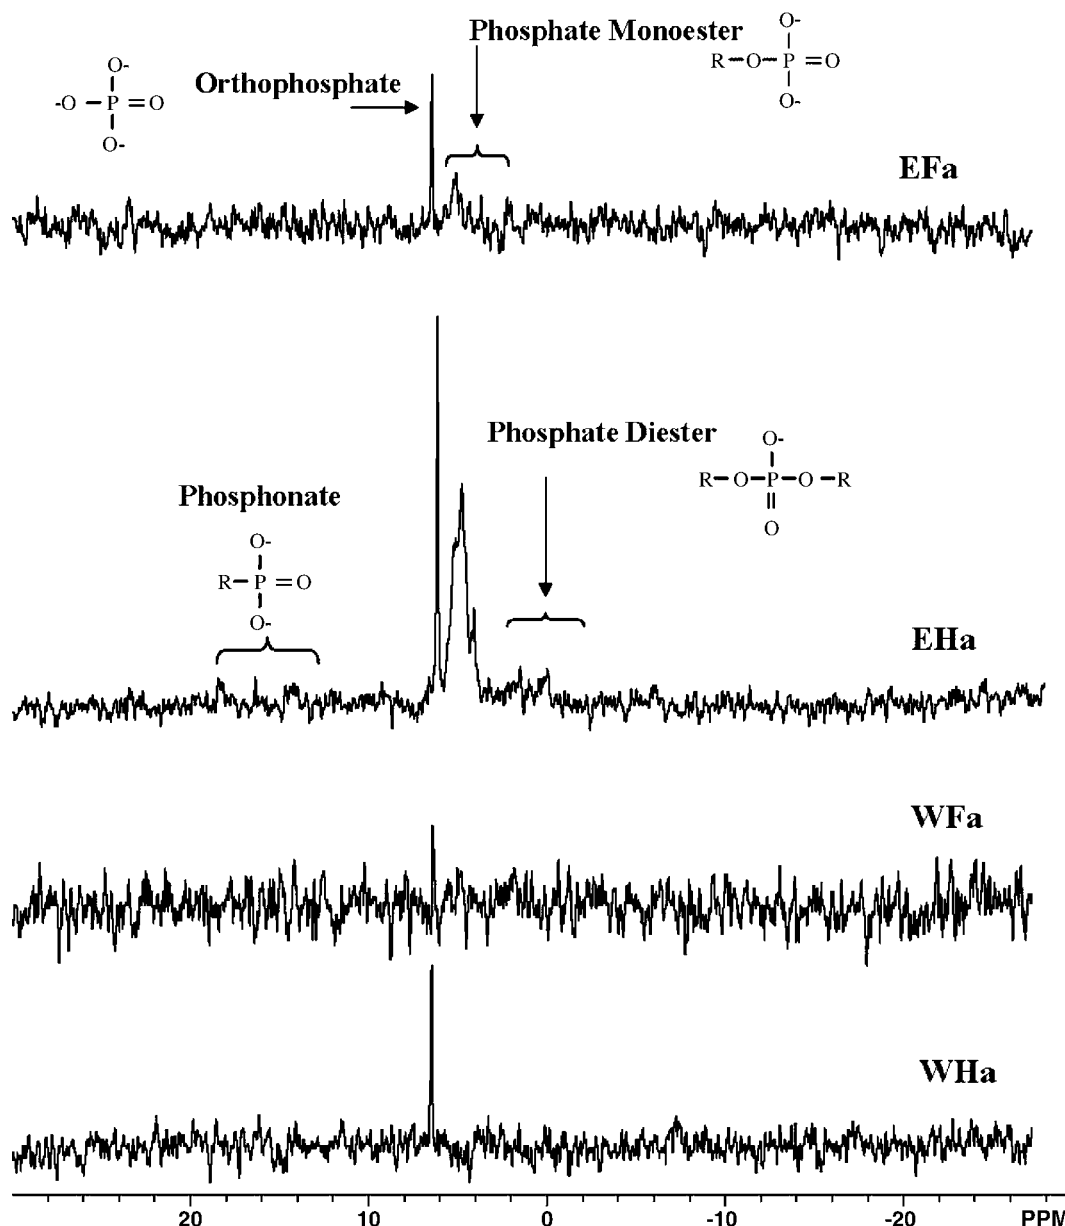 Phosphate Monoester
Orthophosphate
O-
-O P = O
O-
O-
R O P = O
O-
EFa
Phosphate Diester
O-
R O P O R
O
Phosphonate
O-
R P = O
O-
EHa
WFa
WHa
20 10 0 -10 -20 PPM